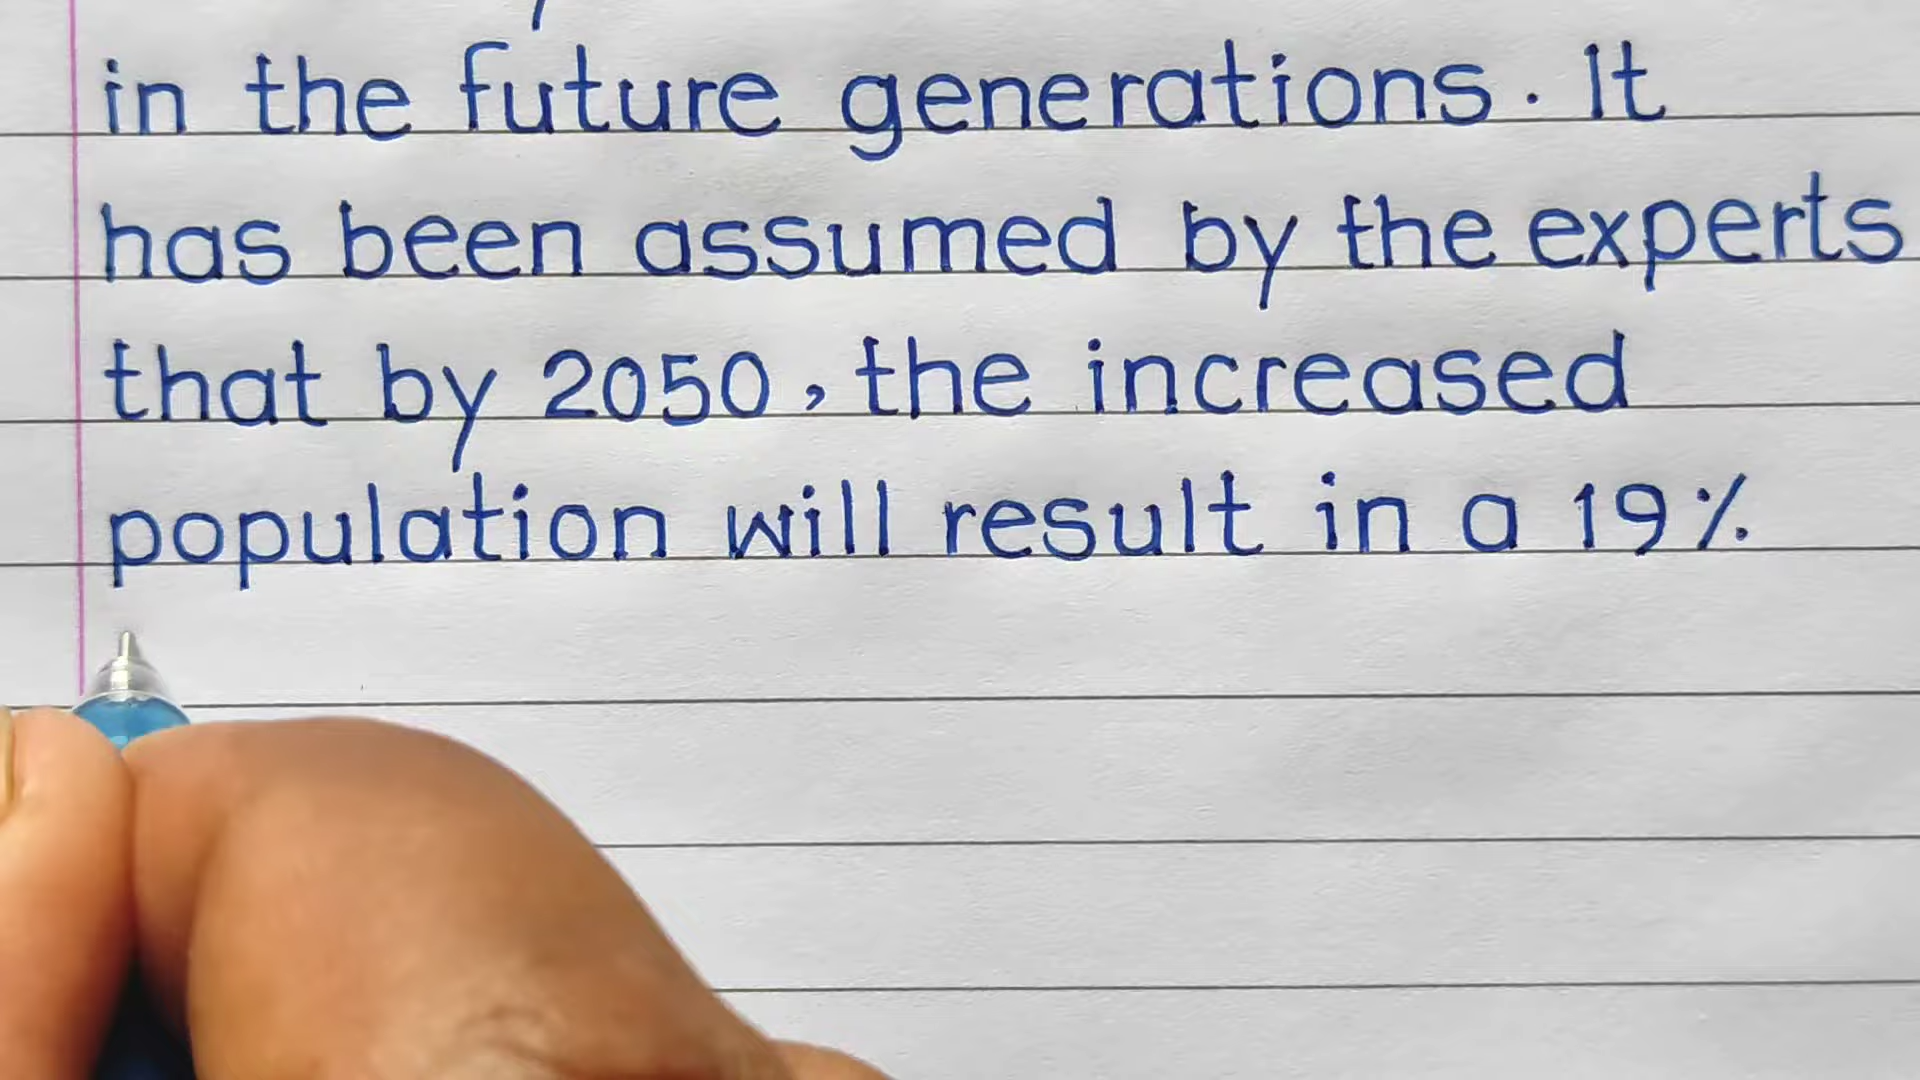 in the future generations. It
has been assumed by the experts
that by 2050, the increased
population will result in a 19%